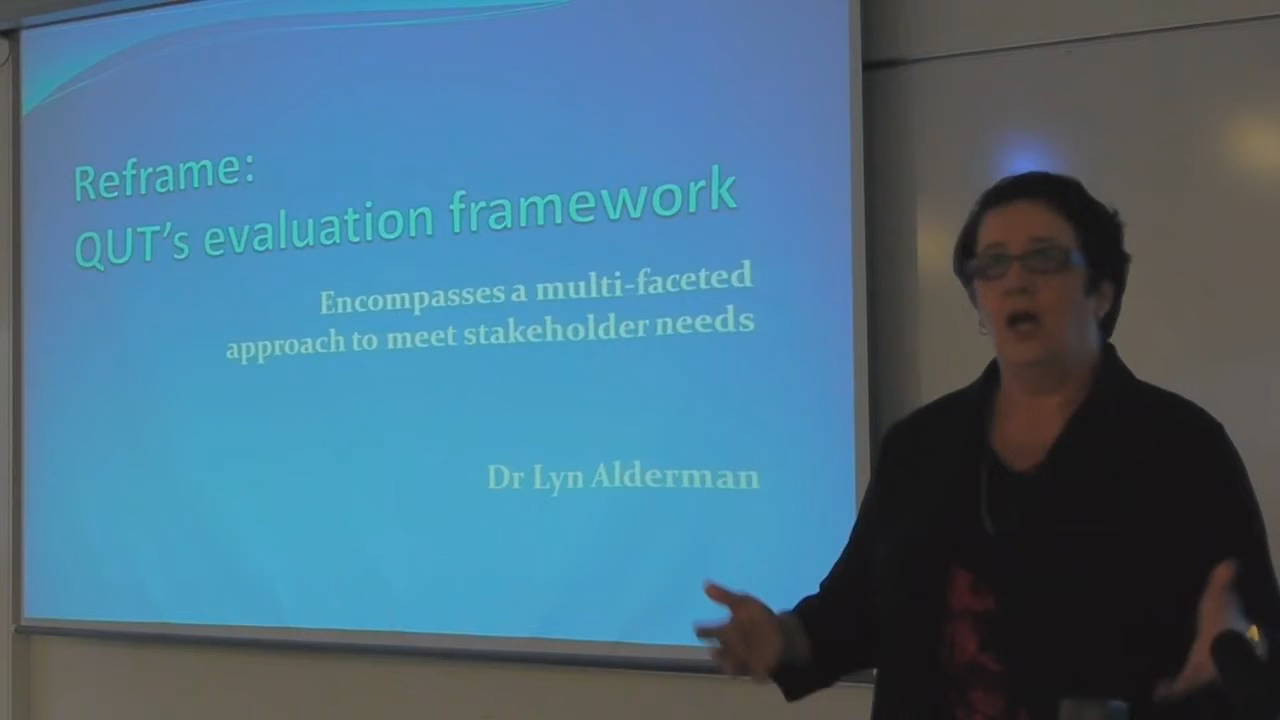 Reframe:
QUT's evaluation framework
Encompasses a multi-faceted
approach to meet stakeholder needs
Dr Lyn Alderman